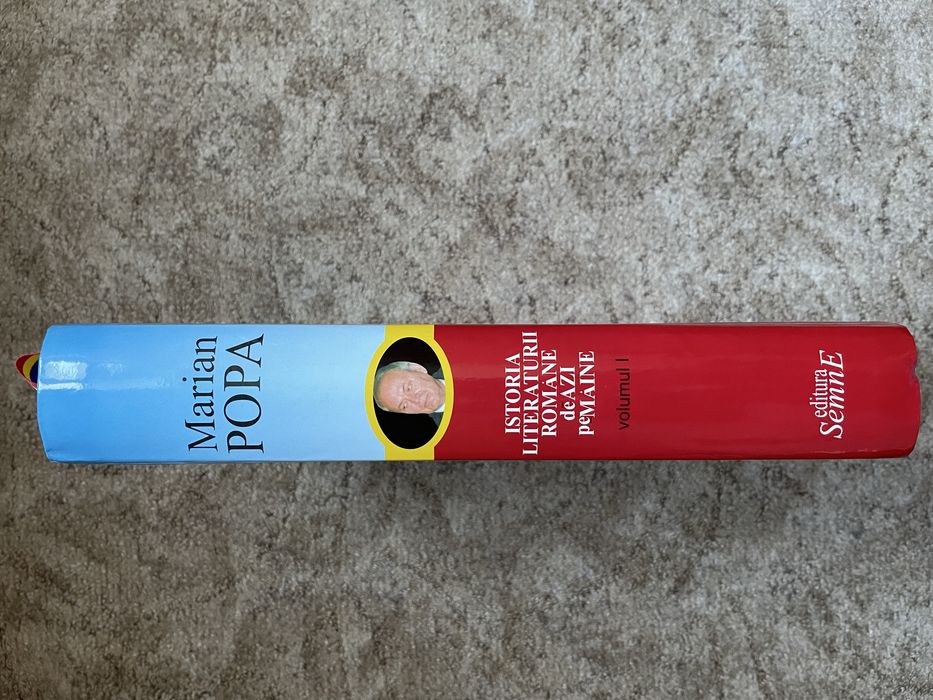 Marian
POPA
ISTORIA
LITERATURII
ROMÂNE
de AZI
pe MÂINE
volumul I
editura
SemnE